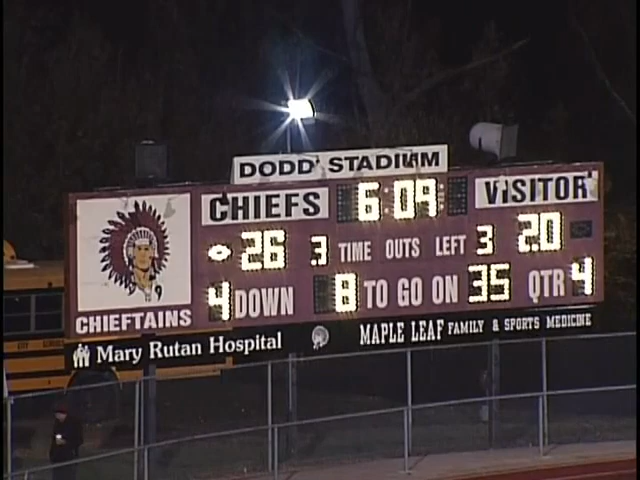 DODD' STADIUM
CHIEFS 6:09 VISITOR
26 3 TIME OUTS LEFT 3 20
4 DOWN 8 TO GO ON 35 QTR 4
CHIEFTAINS
Mary Rutan Hospital MAPLE LEAF FAMILY & SPORTS MEDICINE